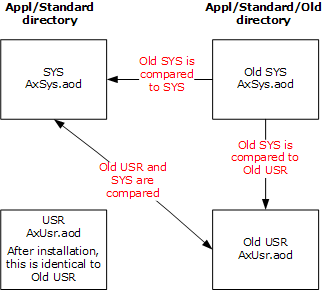 Appl/Standard
directory
Appl/Standard/Old
directory
SYS
AxSys.aod
Old SYS is
compared
to SYS
Old SYS
AxSys.aod
Old SYS is
compared to
Old USR
Old USR and
SYS are
compared
USR
AxUsr.aod
After installation,
this is identical to
Old USR
Old USR
AxUsr.aod